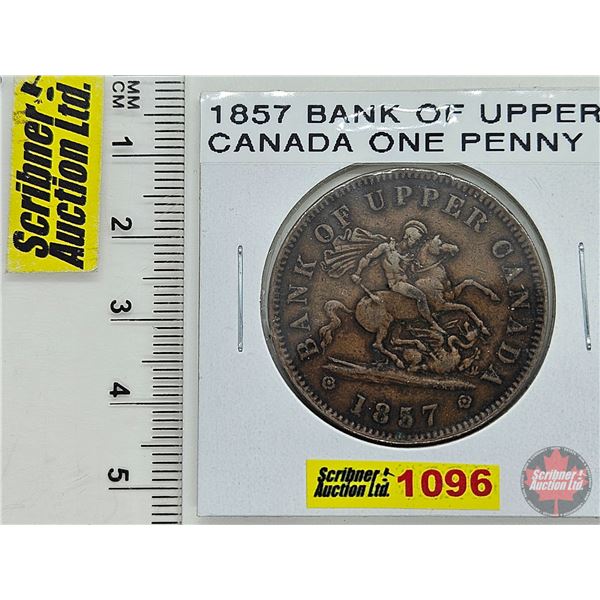 Scribner
Auction Ltd.
MM
CM
1
2
3
4
5
1857 BANK OF UPPER
CANADA ONE PENNY
BANK OF UPPER CANADA
1857
Scribner
Auction Ltd.
1096
Scribner
Auction Ltd.